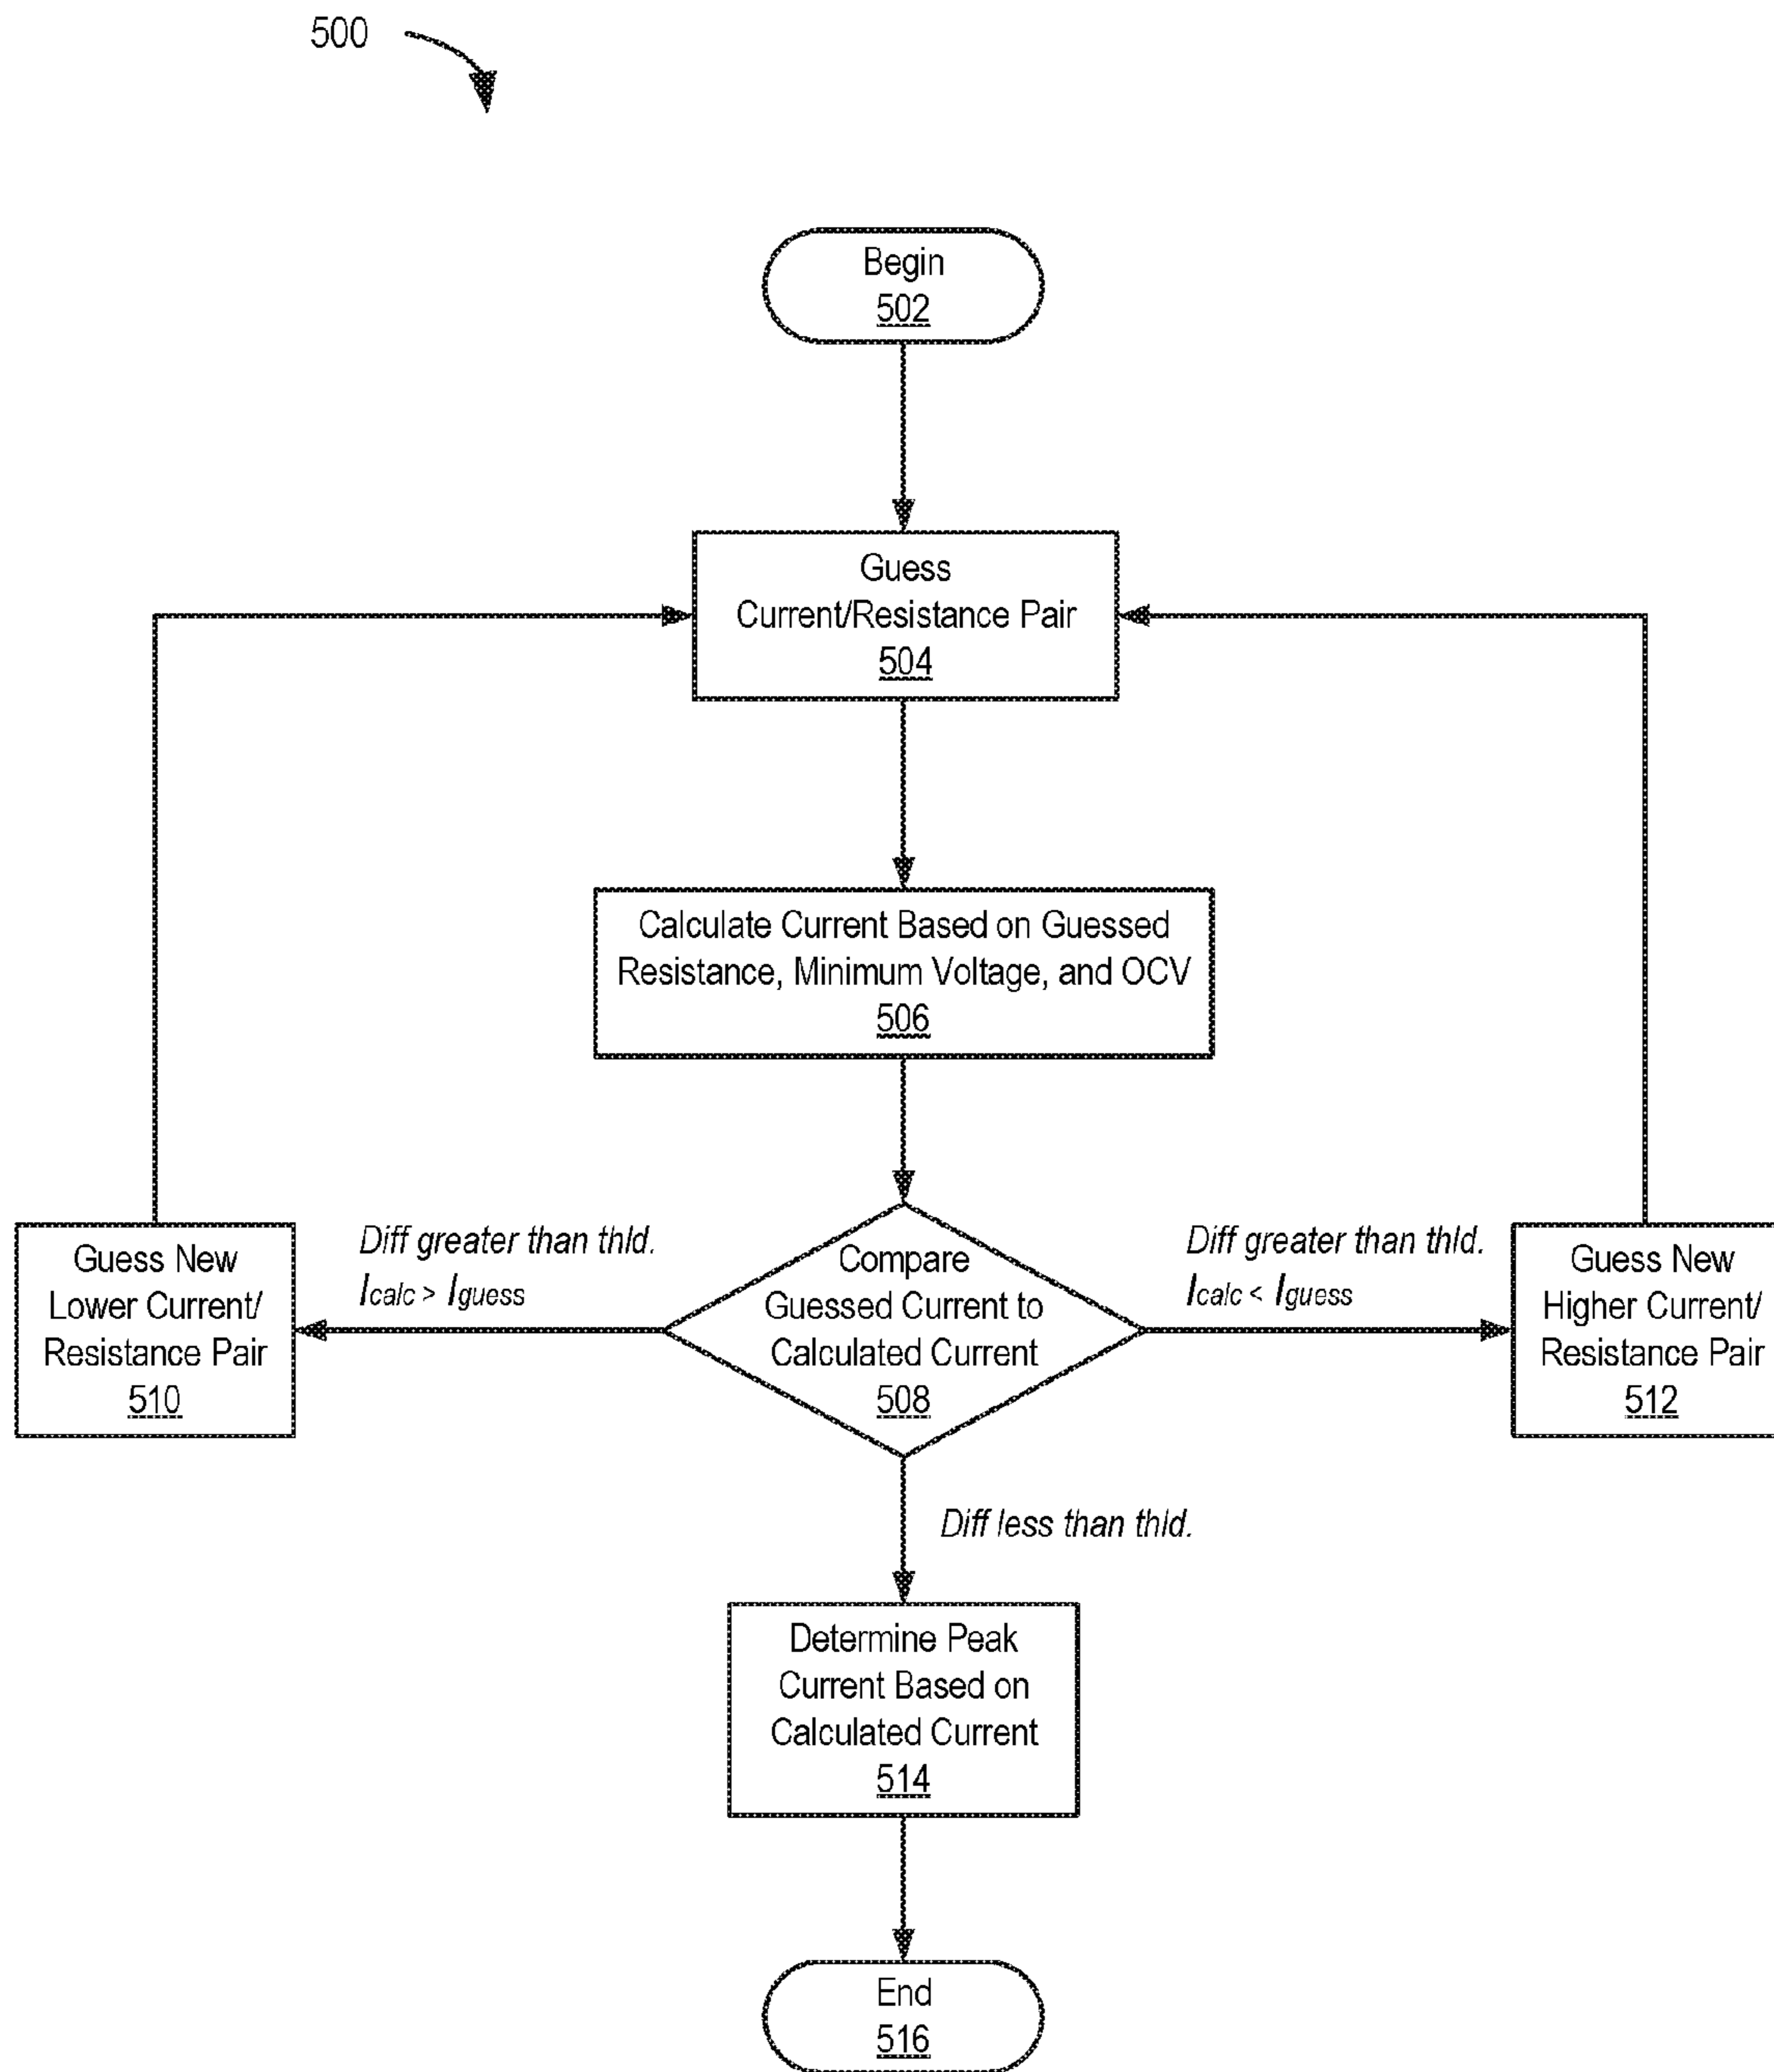 500
Begin
502
Guess
Current/Resistance Pair
504
Calculate Current Based on Guessed
Resistance, Minimum Voltage, and OCV
506
Compare
Guessed Current to
Calculated Current
508
Diff greater than thld.
Icalc > Iguess
Guess New
Lower Current/
Resistance Pair
510
Diff greater than thld.
Icalc < Iguess
Guess New
Higher Current/
Resistance Pair
512
Diff less than thld.
Determine Peak
Current Based on
Calculated Current
514
End
516